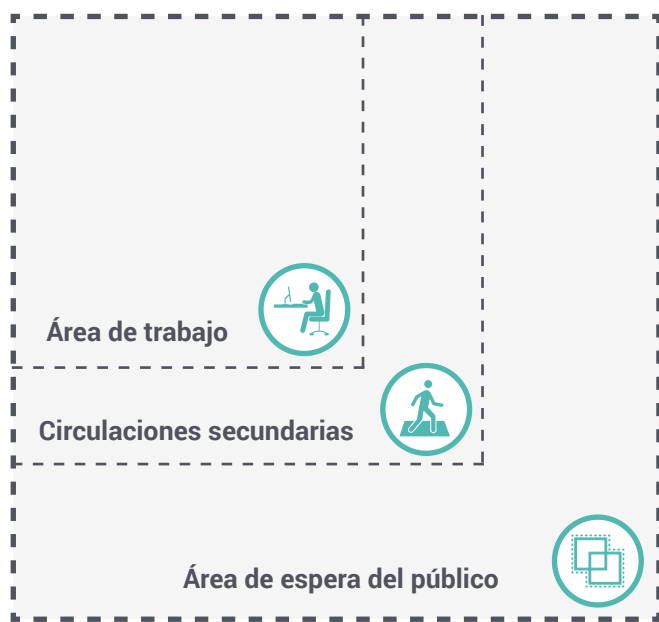 Área de trabajo
Circulaciones secundarias
Área de espera del público